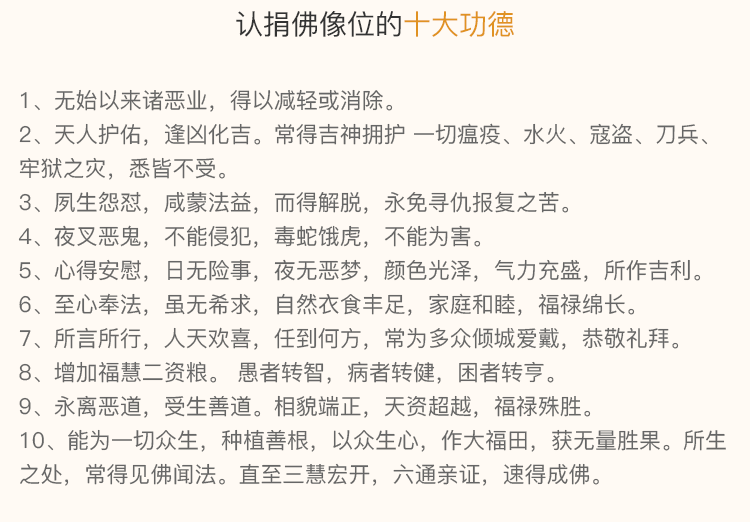 认捐佛像位的十大功德
1、无始以来诸恶业，得以减轻或消除。
2、天人护佑，逢凶化吉。常得吉神拥护 一切瘟疫、水火、寇盗、刀兵、
牢狱之灾，悉皆不受。
3、夙生怨怼，咸蒙法益，而得解脱，永免寻仇报复之苦。
4、夜叉恶鬼，不能侵犯，毒蛇饿虎，不能为害。
5、心得安慰，日无险事，夜无恶梦，颜色光泽，气力充盛，所作吉利。
6、至心奉法，虽无希求，自然衣食丰足，家庭和睦，福禄绵长。
7、所言所行，人天欢喜，任到何方，常为多众倾城爱戴，恭敬礼拜。
8、增加福慧二资粮。 愚者转智，病者转健，困者转亨。
9、永离恶道，受生善道。相貌端正，天资超越，福禄殊胜。
10、能为一切众生，种植善根，以众生心，作大福田，获无量胜果。所生
之处，常得见佛闻法。直至三慧宏开，六通亲证，速得成佛。